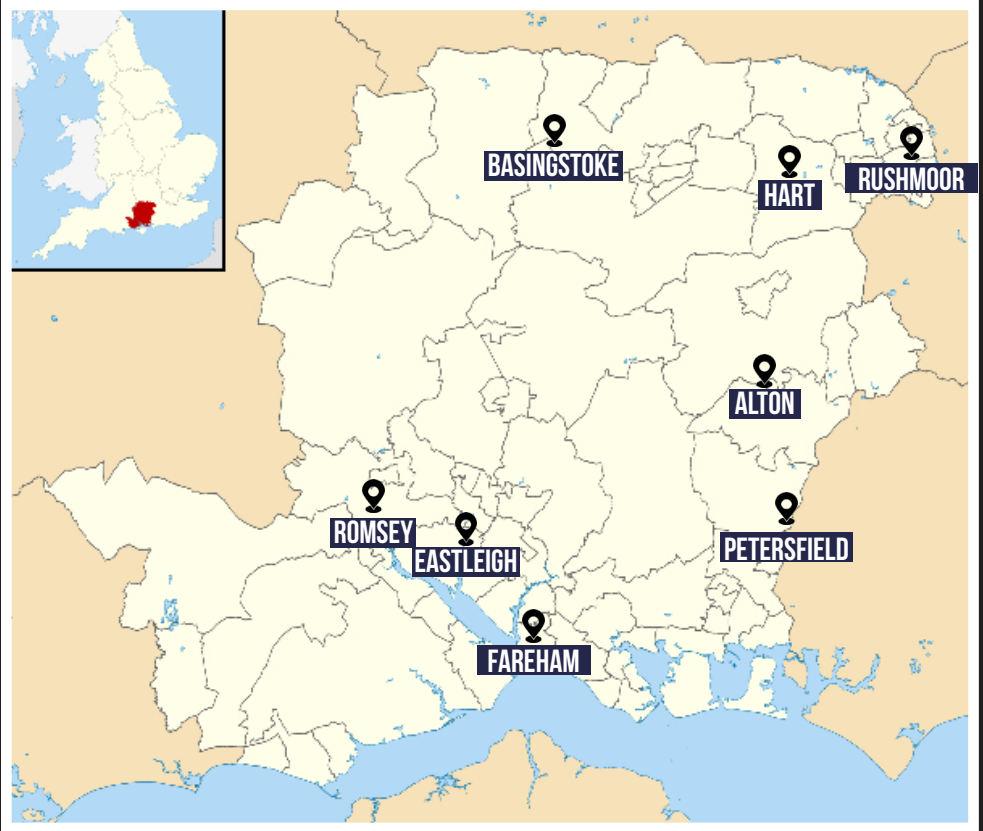 BASINGSTOKE
HART
RUSHMOOR
ALTON
ROMSEY
EASTLEIGH
PETERSFIELD
FAREHAM